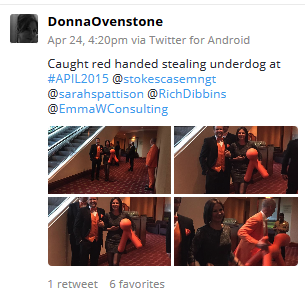 DonnaOvenstone
Apr 24, 4:20pm via Twitter for Android
Caught red handed stealing underdog at
#APIL2015 @stokescasemngt
@sarahspattison @RichDibbins
@EmmaWConsulting
1 retweet 6 favorites